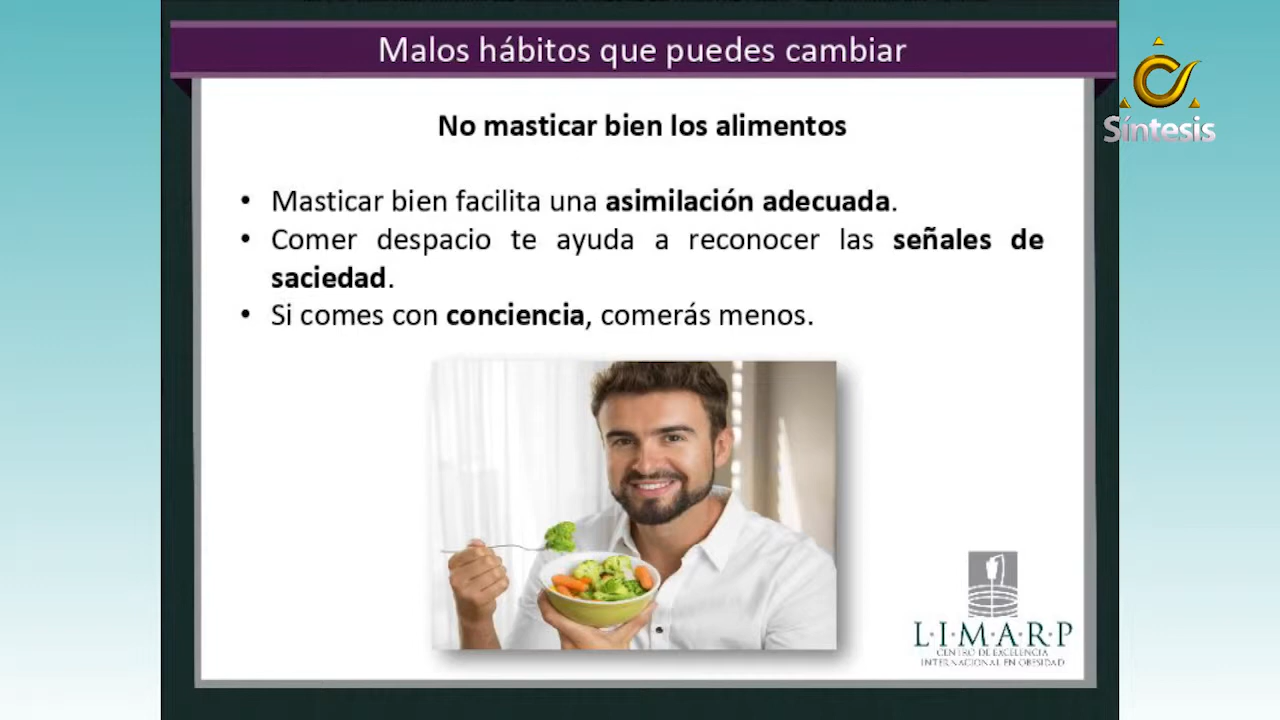 Malos hábitos que puedes cambiar
Síntesis
No masticar bien los alimentos
• Masticar bien facilita una asimilación adecuada.
• Comer despacio te ayuda a reconocer las señales de
saciedad.
• Si comes con conciencia, comerás menos.
L·I·M·A·R·P
CENTRO DE EXCELENCIA
INTERNACIONAL EN OBESIDAD